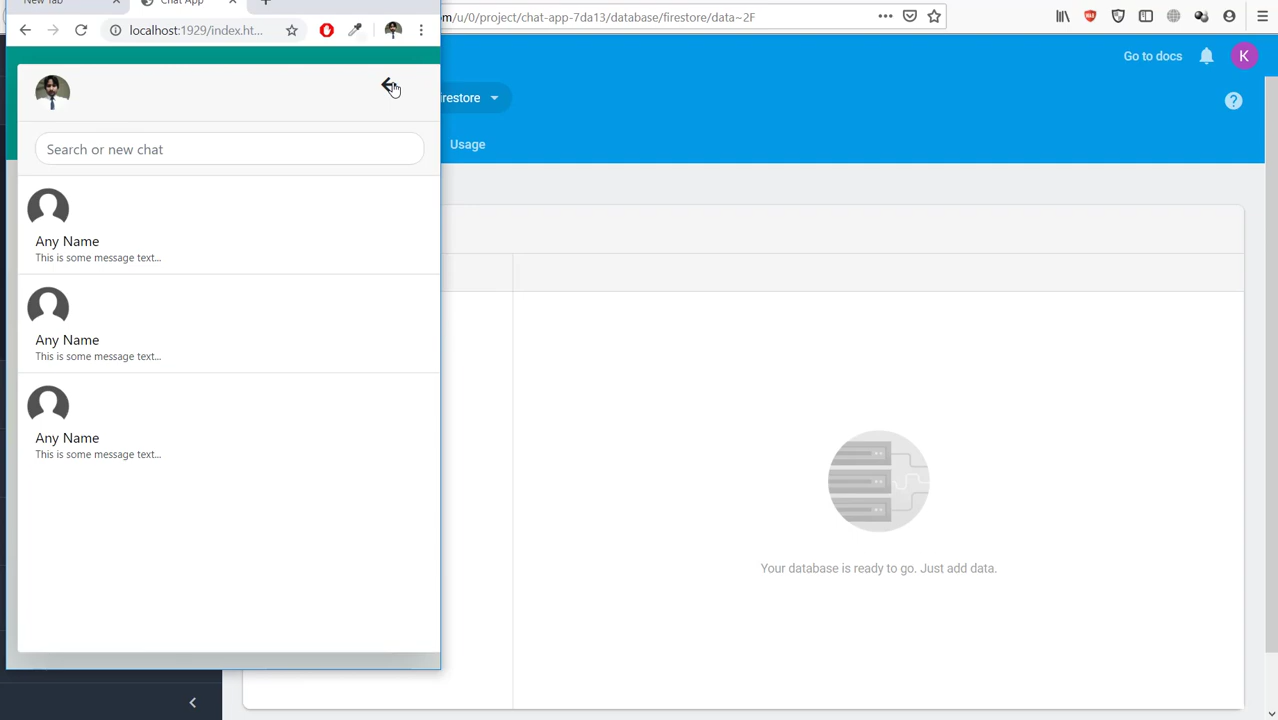 New Tab
Chat App
localhost:1929/index.ht...
om/u/0/project/chat-app-7da13/database/firestore/data~2F
Go to docs
K
irestore
Usage
Search or new chat
Any Name
This is some message text...
Any Name
This is some message text...
Any Name
This is some message text...
Your database is ready to go. Just add data.